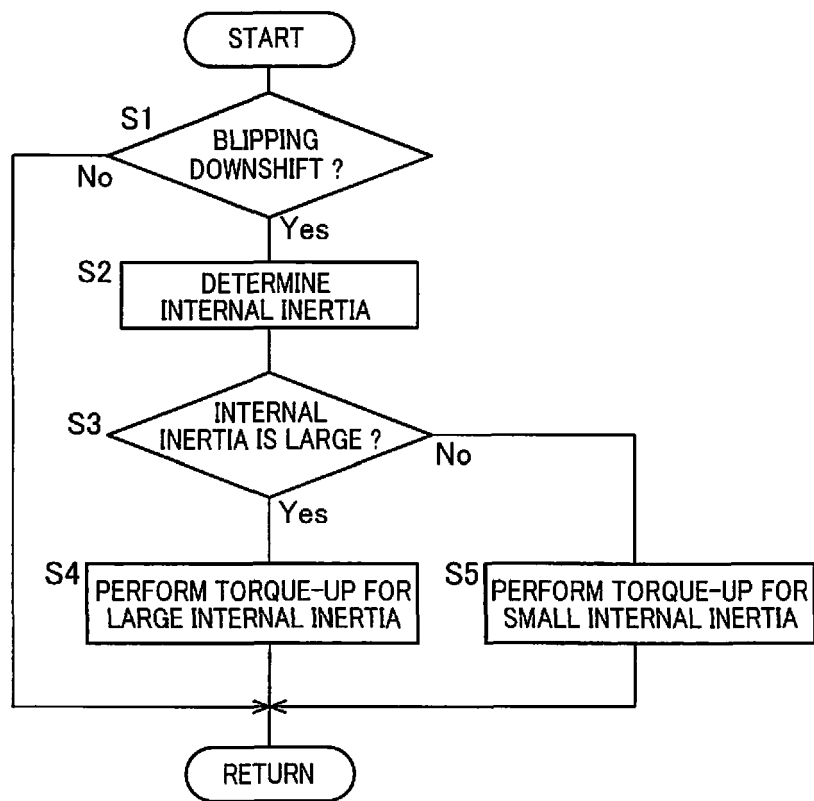 START
S1
BLIPPING
DOWNSHIFT ?
No
Yes
S2
DETERMINE
INTERNAL INERTIA
S3
INTERNAL
INERTIA IS LARGE ?
No
Yes
S4
PERFORM TORQUE-UP FOR
LARGE INTERNAL INERTIA
S5
PERFORM TORQUE-UP FOR
SMALL INTERNAL INERTIA
RETURN